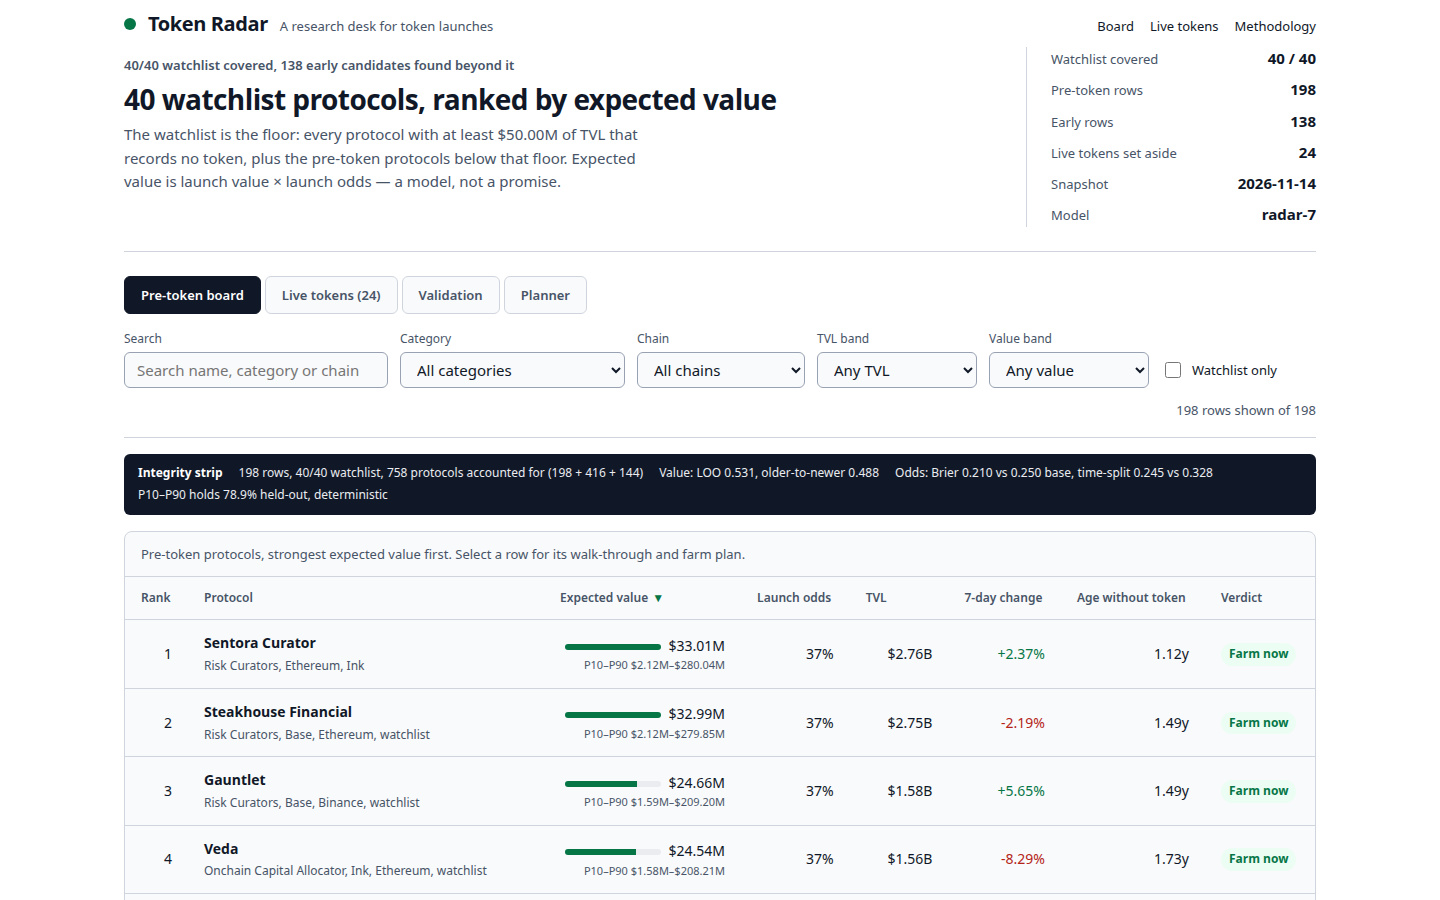 Token Radar A research desk for token launches
Board Live tokens Methodology
40/40 watchlist covered, 138 early candidates found beyond it
40 watchlist protocols, ranked by expected value
The watchlist is the floor: every protocol with at least $50.00M of TVL that
records no token, plus the pre-token protocols below that floor. Expected
value is launch value × launch odds — a model, not a promise.
Watchlist covered 40 / 40
Pre-token rows 198
Early rows 138
Live tokens set aside 24
Snapshot 2026-11-14
Model radar-7
Pre-token board Live tokens (24) Validation Planner
Search Category Chain TVL band Value band
Search name, category or chain All categories All chains Any TVL Any value Watchlist only
198 rows shown of 198
Integrity strip 198 rows, 40/40 watchlist, 758 protocols accounted for (198 + 416 + 144) Value: LOO 0.531, older-to-newer 0.488 Odds: Brier 0.210 vs 0.250 base, time-split 0.245 vs 0.328
P10–P90 holds 78.9% held-out, deterministic
Pre-token protocols, strongest expected value first. Select a row for its walk-through and farm plan.
Rank Protocol Expected value ▼ Launch odds TVL 7-day change Age without token Verdict
1 Sentora Curator $33.01M 37% $2.76B +2.37% 1.12y Farm now
Risk Curators, Ethereum, Ink P10–P90 $2.12M–$280.04M
2 Steakhouse Financial $32.99M 37% $2.75B -2.19% 1.49y Farm now
Risk Curators, Base, Ethereum, watchlist P10–P90 $2.12M–$279.85M
3 Gauntlet $24.66M 37% $1.58B +5.65% 1.49y Farm now
Risk Curators, Base, Binance, watchlist P10–P90 $1.59M–$209.20M
4 Veda $24.54M 37% $1.56B -8.29% 1.73y Farm now
Onchain Capital Allocator, Ink, Ethereum, watchlist P10–P90 $1.58M–$208.21M